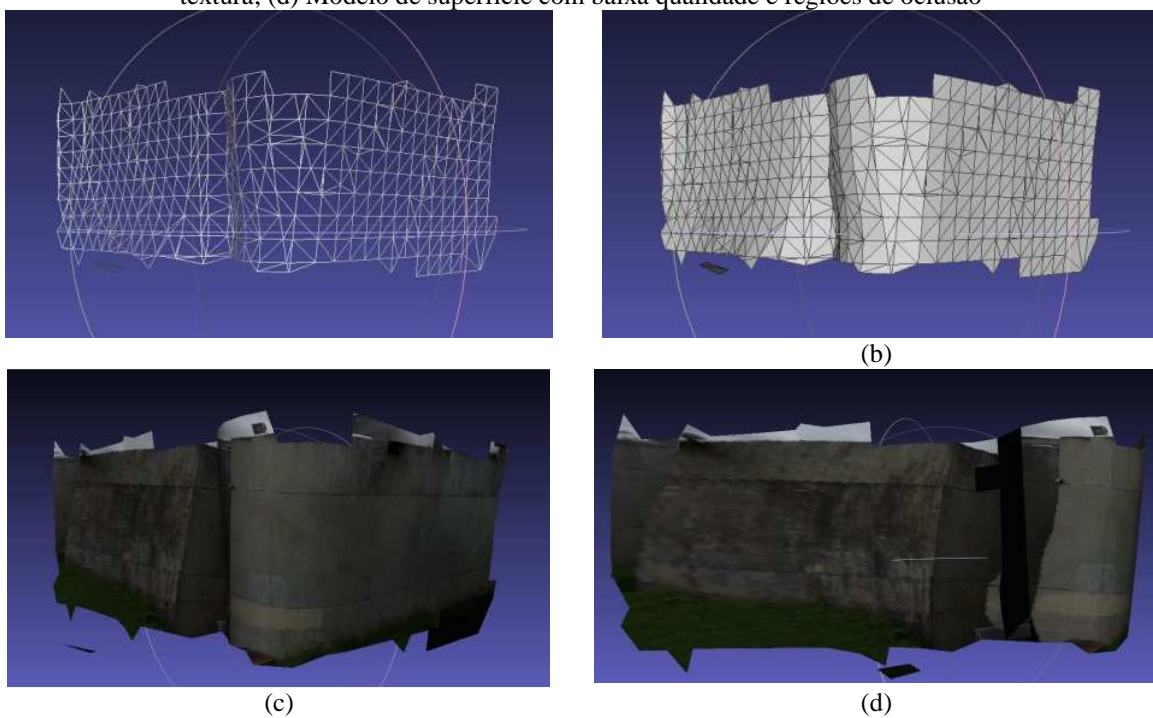 textura; (d) Modelo de superfície com baixa qualidade e regiões de oclusão
(b)
(c)
(d)